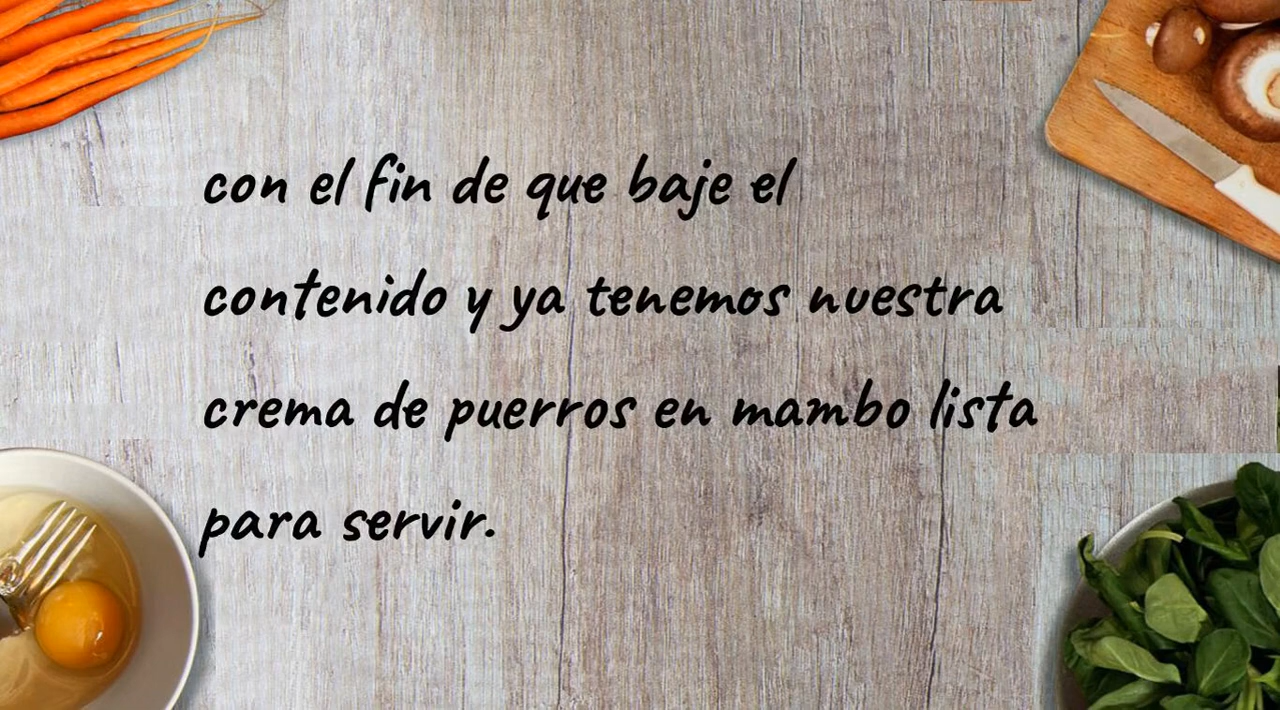 con el fin de que baje el
contenido y ya tenemos nuestra
crema de puerros en mambo lista
para servir.